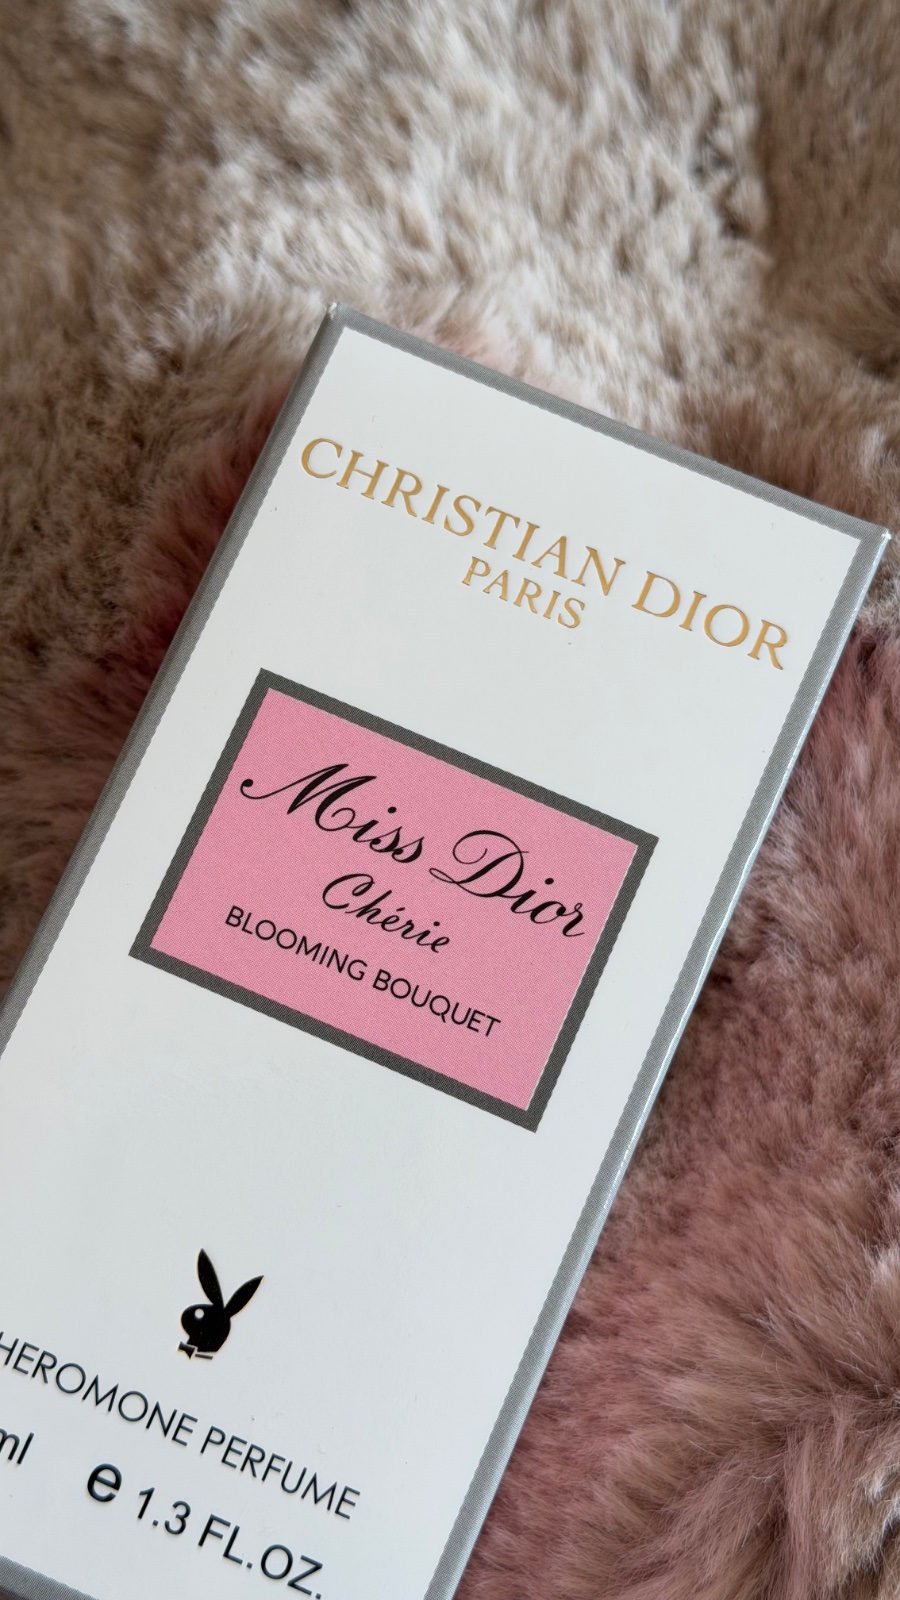 CHRISTIAN DIOR
PARIS
Miss Dior
Chérie
BLOOMING BOUQUET
HEROMONE PERFUME
ml e 1.3 FL.OZ.